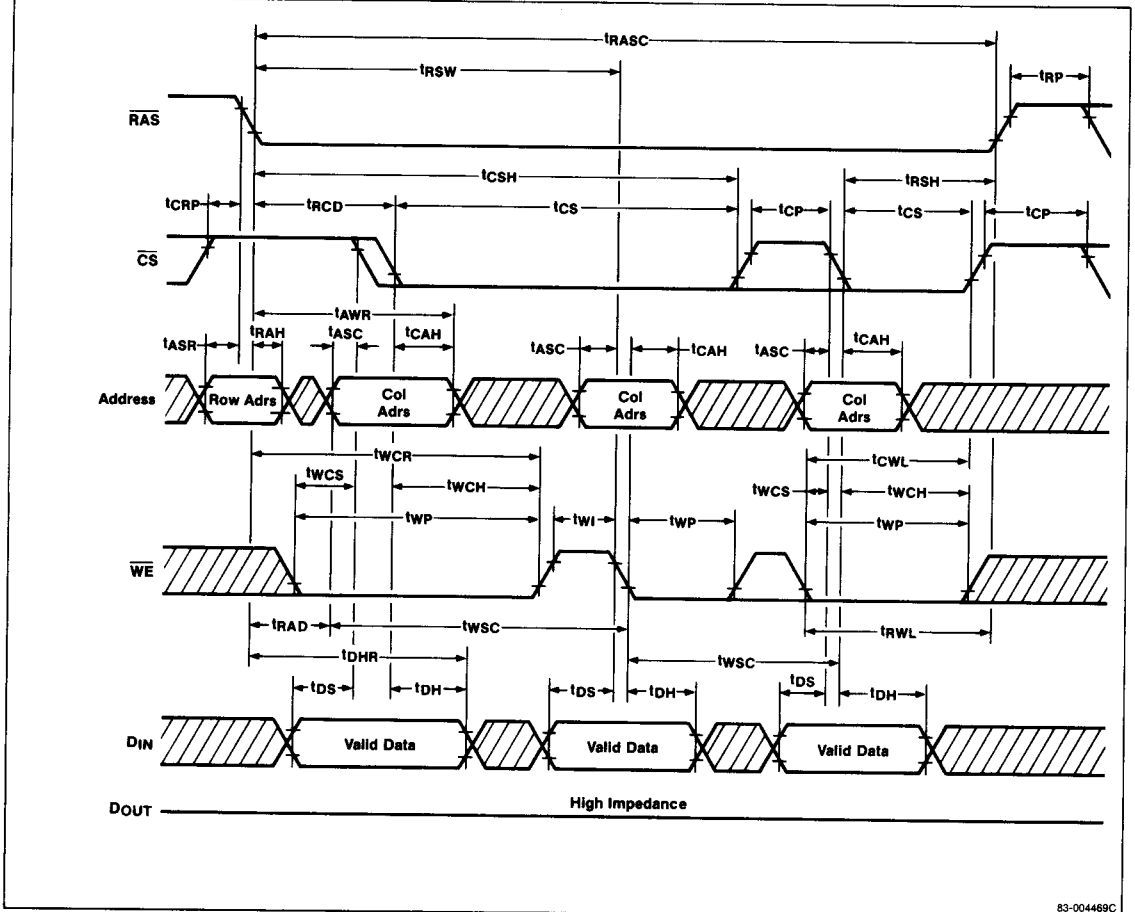 tRASC
tRSW
tRP
RAS
tCSH
tRSH
tCRP
tRCD
tCS
tCP
tCS
tCP
CS
tAWR
tASR
tRAH
tASC
tCAH
tASC
tCAH
tASC
tCAH
Address
Row Adrs
Col
Adrs
Col
Adrs
Col
Adrs
tWCR
tCWL
tWCS
tWCH
tWCS
tWCH
tWP
tWI
tWP
tWP
WE
tRAD
tWSC
tRWL
tDHR
tWSC
tDS
tDH
tDS
tDH
tDS
tDH
DIN
Valid Data
Valid Data
Valid Data
DOUT
High Impedance
83-004469C